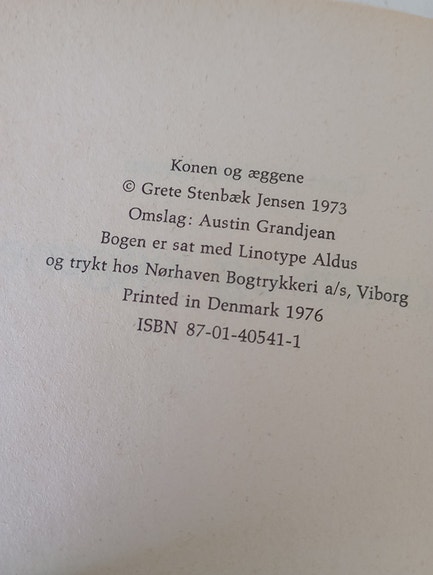 Konen og æggene
© Grete Stenbæk Jensen 1973
Omslag: Austin Grandjean
Bogen er sat med Linotype Aldus
og trykt hos Nørhaven Bogtrykkeri a/s, Viborg
Printed in Denmark 1976
ISBN 87-01-40541-1